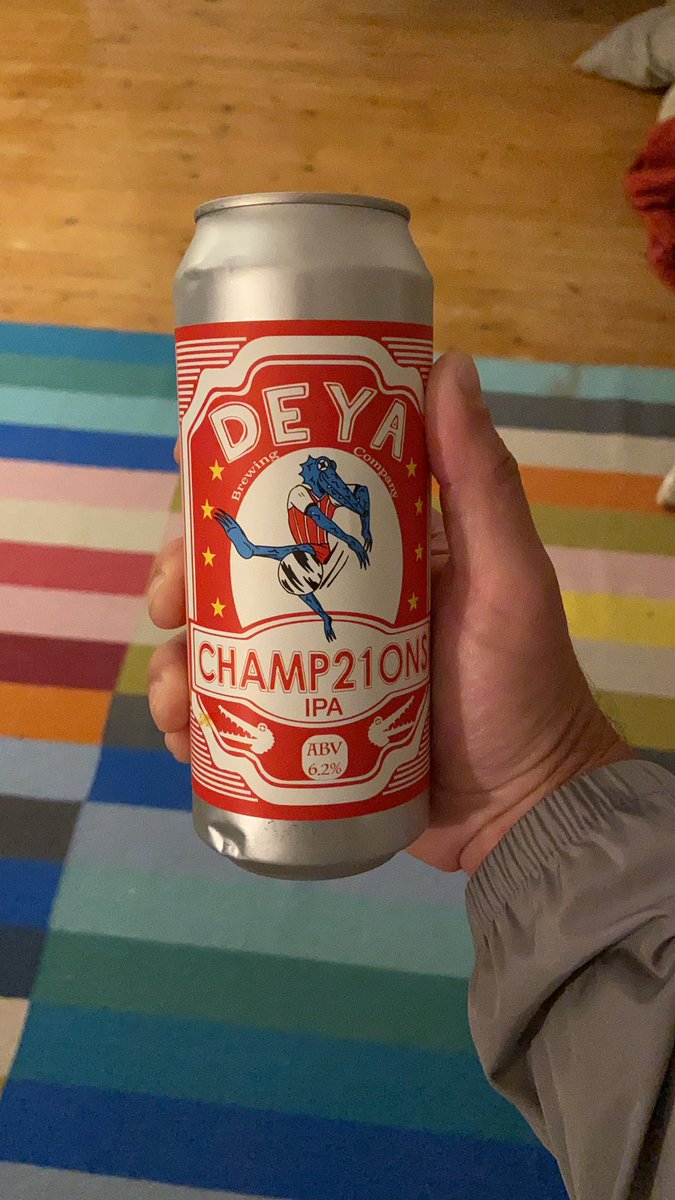 DEYA
Brewing Company
CHAMP21ONS
IPA
ABV
6.2%